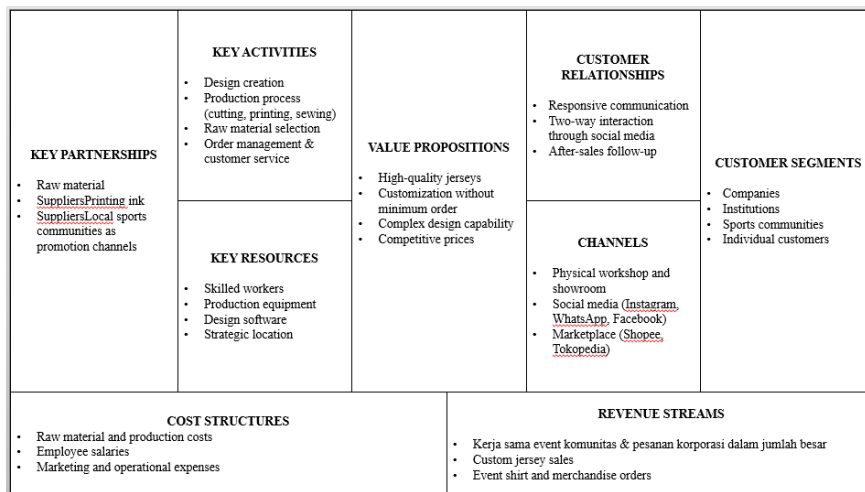 KEY PARTNERSHIPS
• Raw material
• SuppliersPrinting ink
• SuppliersLocal sports
communities as
promotion channels
KEY ACTIVITIES
• Design creation
• Production process
(cutting, printing, sewing)
• Raw material selection
• Order management &
customer service
KEY RESOURCES
• Skilled workers
• Production equipment
• Design software
• Strategic location
VALUE PROPOSITIONS
• High-quality jerseys
• Customization without
minimum order
• Complex design capability
• Competitive prices
CUSTOMER
RELATIONSHIPS
• Responsive communication
• Two-way interaction
through social media
• After-sales follow-up
CHANNELS
• Physical workshop and
showroom
• Social media (Instagram,
WhatsApp, Facebook)
• Marketplace (Shopee,
Tokopedia)
CUSTOMER SEGMENTS
• Companies
• Institutions
• Sports communities
• Individual customers
COST STRUCTURES
• Raw material and production costs
• Employee salaries
• Marketing and operational expenses
REVENUE STREAMS
• Kerja sama event komunitas & pesanan korporasi dalam jumlah besar
• Custom jersey sales
• Event shirt and merchandise orders